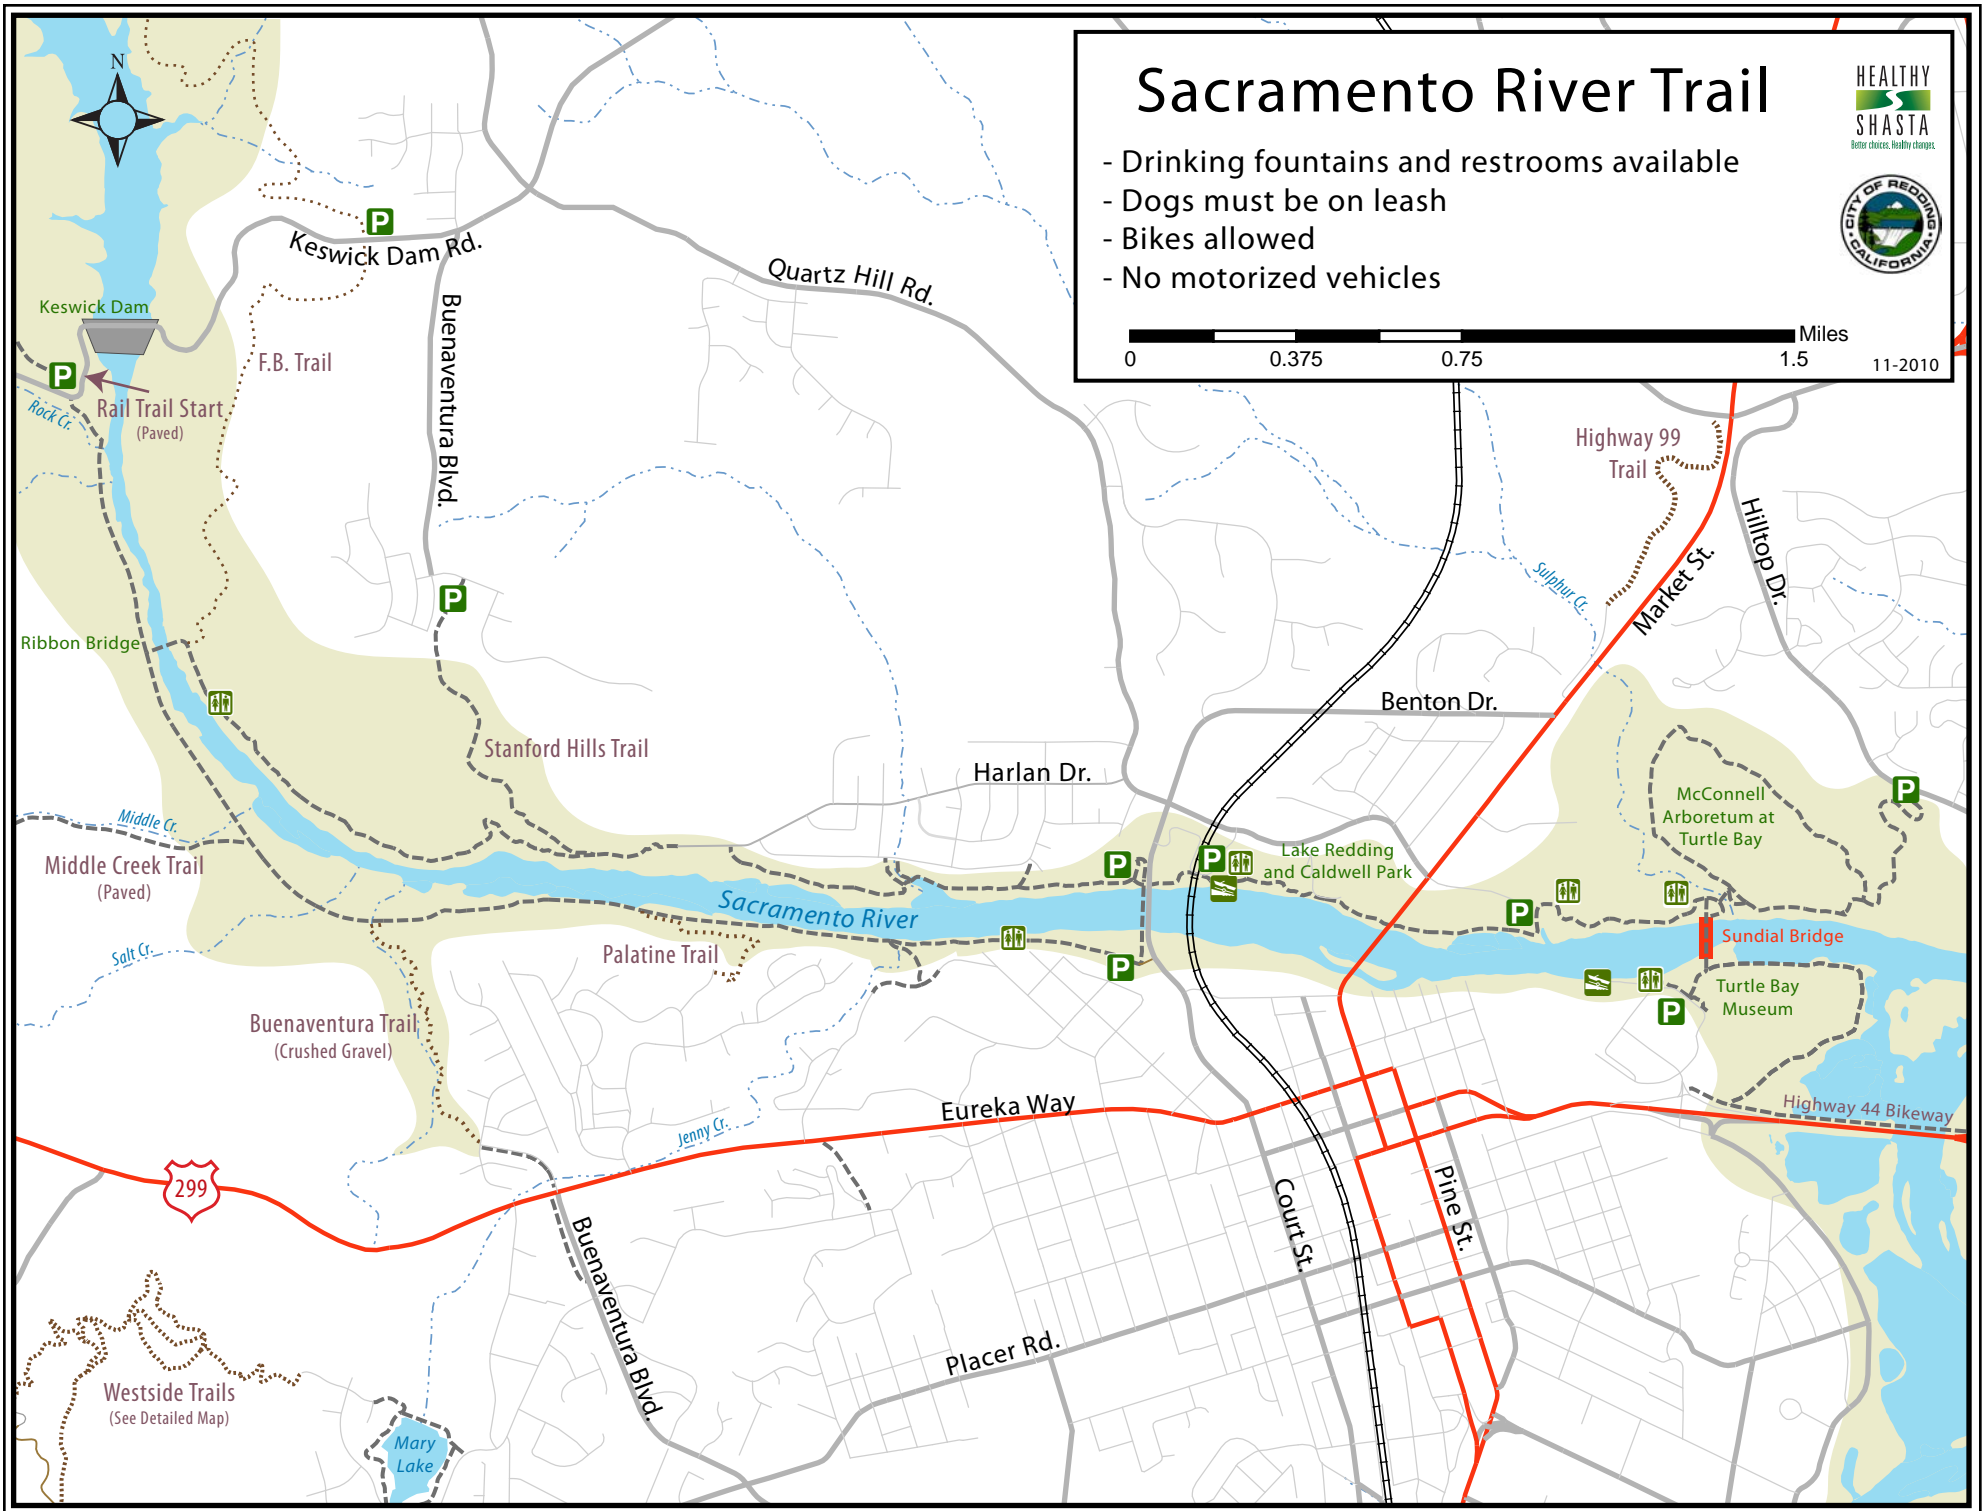 Sacramento River Trail
- Drinking fountains and restrooms available
- Dogs must be on leash
- Bikes allowed
- No motorized vehicles
0
0.375
0.75
1.5
Miles
11-2010
HEALTHY
SHASTA
Better choices. Healthy changes.
CITY OF REDDING
CALIFORNIA
N
P
Keswick Dam Rd.
Quartz Hill Rd.
Keswick Dam
Buenaventura Blvd.
F.B. Trail
P
Rail Trail Start
(Paved)
Rock Cr.
Highway 99
Trail
Hilltop Dr.
Market St.
Sulphur Cr.
P
Ribbon Bridge
Benton Dr.
Stanford Hills Trail
Harlan Dr.
McConnell
Arboretum at
Turtle Bay
P
Middle Cr.
Middle Creek Trail
(Paved)
P
P
Lake Redding
and Caldwell Park
Sacramento River
P
Sundial Bridge
Salt Cr.
Palatine Trail
P
Turtle Bay
Museum
P
Buenaventura Trail
(Crushed Gravel)
Eureka Way
Jenny Cr.
Highway 44 Bikeway
299
Court St.
Pine St.
Buenaventura Blvd.
Placer Rd.
Westside Trails
(See Detailed Map)
Mary
Lake